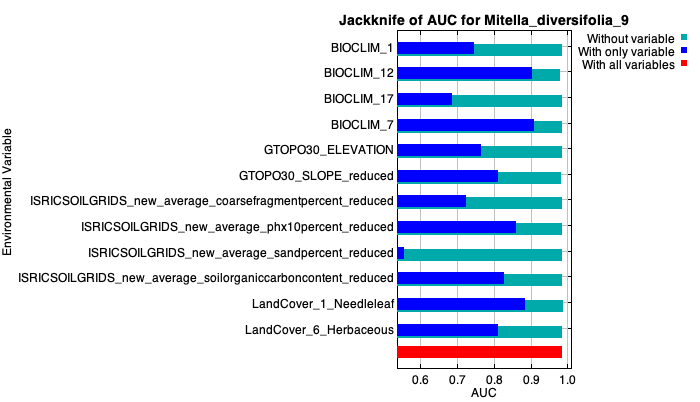 Jackknife of AUC for Mitella_diversifolia_9
Without variable
With only variable
With all variables
Environmental Variable
BIOCLIM_1
BIOCLIM_12
BIOCLIM_17
BIOCLIM_7
GTOPO30_ELEVATION
GTOPO30_SLOPE_reduced
ISRICSOILGRIDS_new_average_coarsefragmentpercent_reduced
ISRICSOILGRIDS_new_average_phx10percent_reduced
ISRICSOILGRIDS_new_average_sandpercent_reduced
ISRICSOILGRIDS_new_average_soilorganiccarboncontent_reduced
LandCover_1_Needleleaf
LandCover_6_Herbaceous
0.6 0.7 0.8 0.9 1.0
AUC